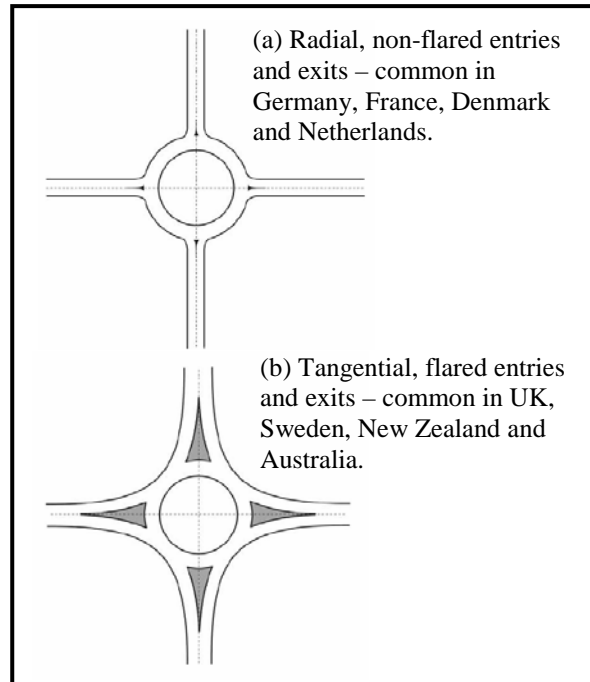 (a) Radial, non-flared entries
and exits – common in
Germany, France, Denmark
and Netherlands.
(b) Tangential, flared entries
and exits – common in UK,
Sweden, New Zealand and
Australia.